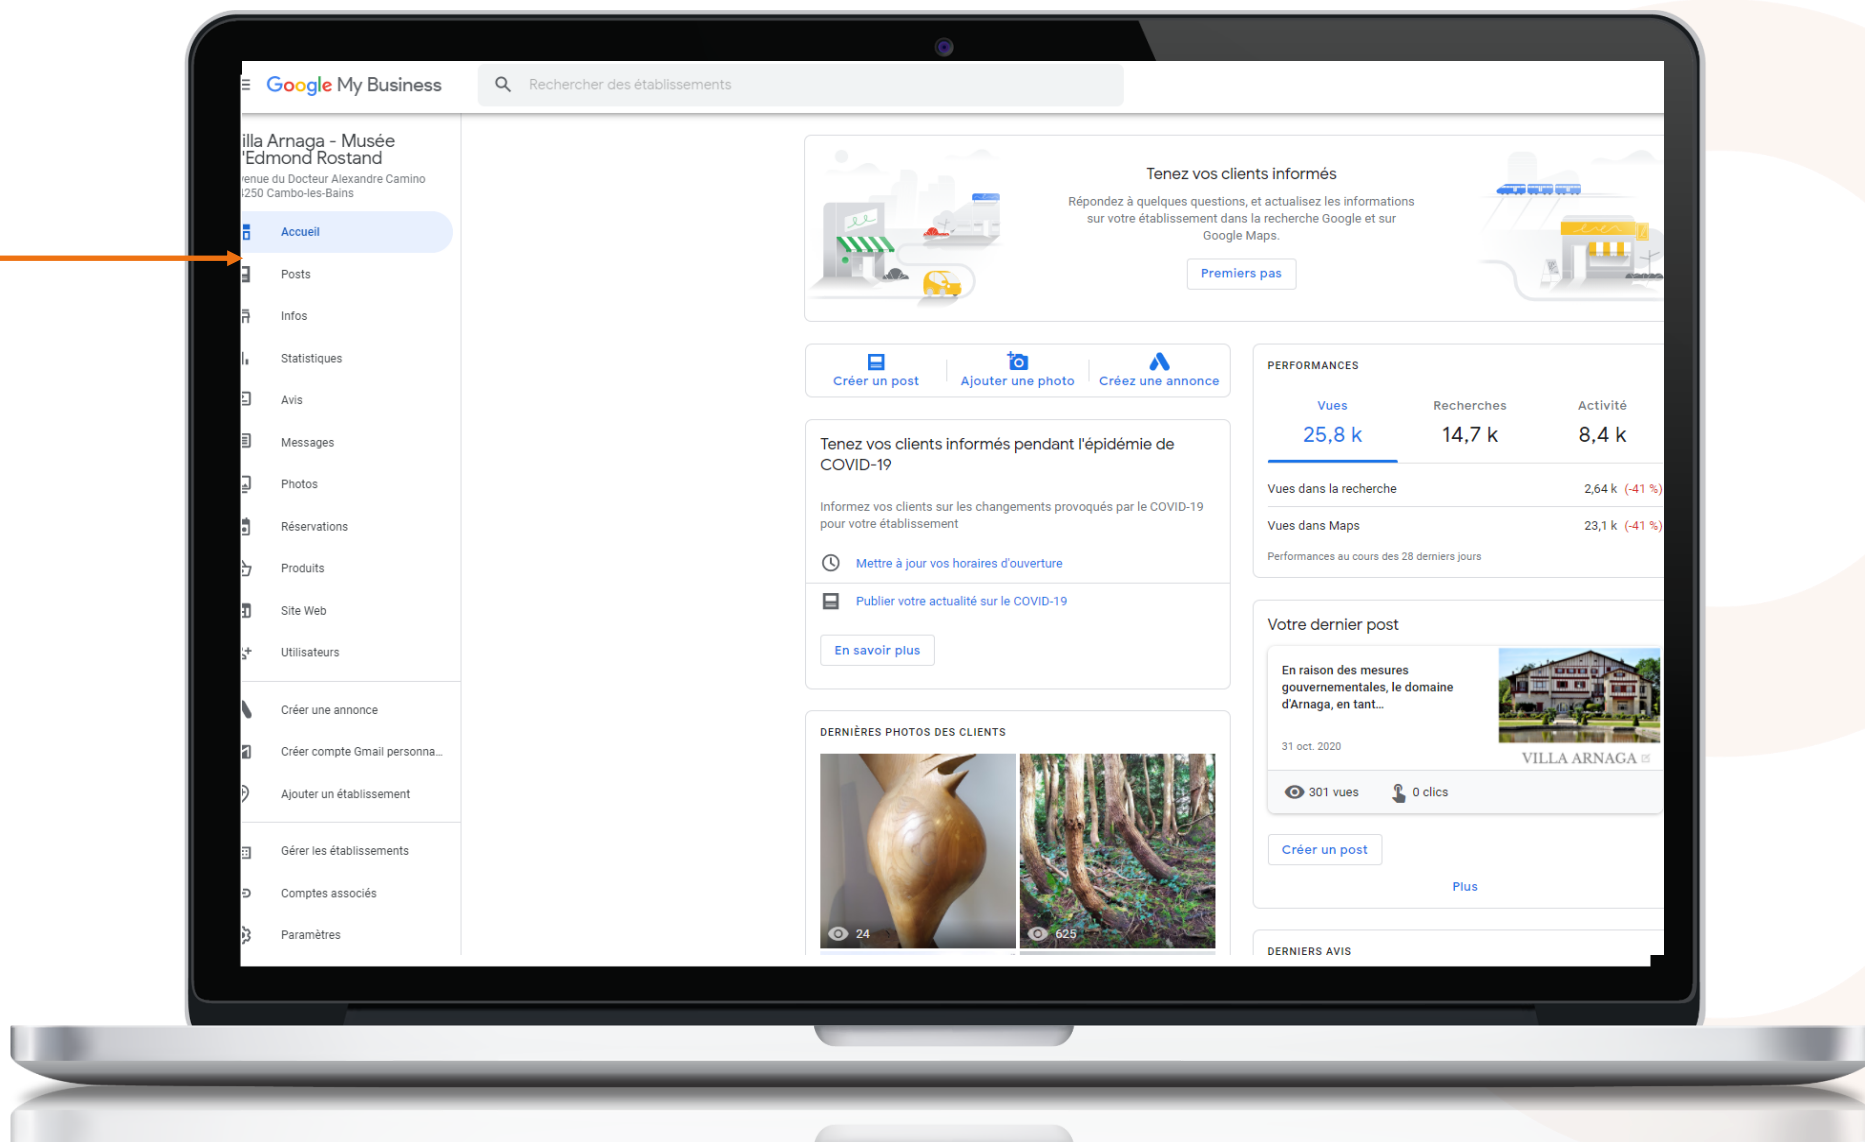 Google My Business
Rechercher des établissements
illa Arnaga - Musée
'Edmond Rostand
venue du Docteur Alexandre Camino
4250 Cambo-les-Bains
Accueil
Posts
Infos
Statistiques
Avis
Messages
Photos
Réservations
Produits
Site Web
Utilisateurs
Créer une annonce
Créer compte Gmail personna...
Ajouter un établissement
Gérer les établissements
Comptes associés
Paramètres
Tenez vos clients informés
Répondez à quelques questions, et actualisez les informations
sur votre établissement dans la recherche Google et sur
Google Maps.
Premiers pas
Créer un post
Ajouter une photo
Créez une annonce
Tenez vos clients informés pendant l'épidémie de
COVID-19
Informez vos clients sur les changements provoqués par le COVID-19
pour votre établissement
Mettre à jour vos horaires d'ouverture
Publier votre actualité sur le COVID-19
En savoir plus
DERNIÈRES PHOTOS DES CLIENTS
24
625
PERFORMANCES
Vues Recherches Activité
25,8 k 14,7 k 8,4 k
Vues dans la recherche 2,64 k (-41 %)
Vues dans Maps 23,1 k (-41 %)
Performances au cours des 28 derniers jours
Votre dernier post
En raison des mesures
gouvernementales, le domaine
d'Arnaga, en tant...
31 oct. 2020
VILLA ARNAGA
301 vues 0 clics
Créer un post
Plus
DERNIERS AVIS